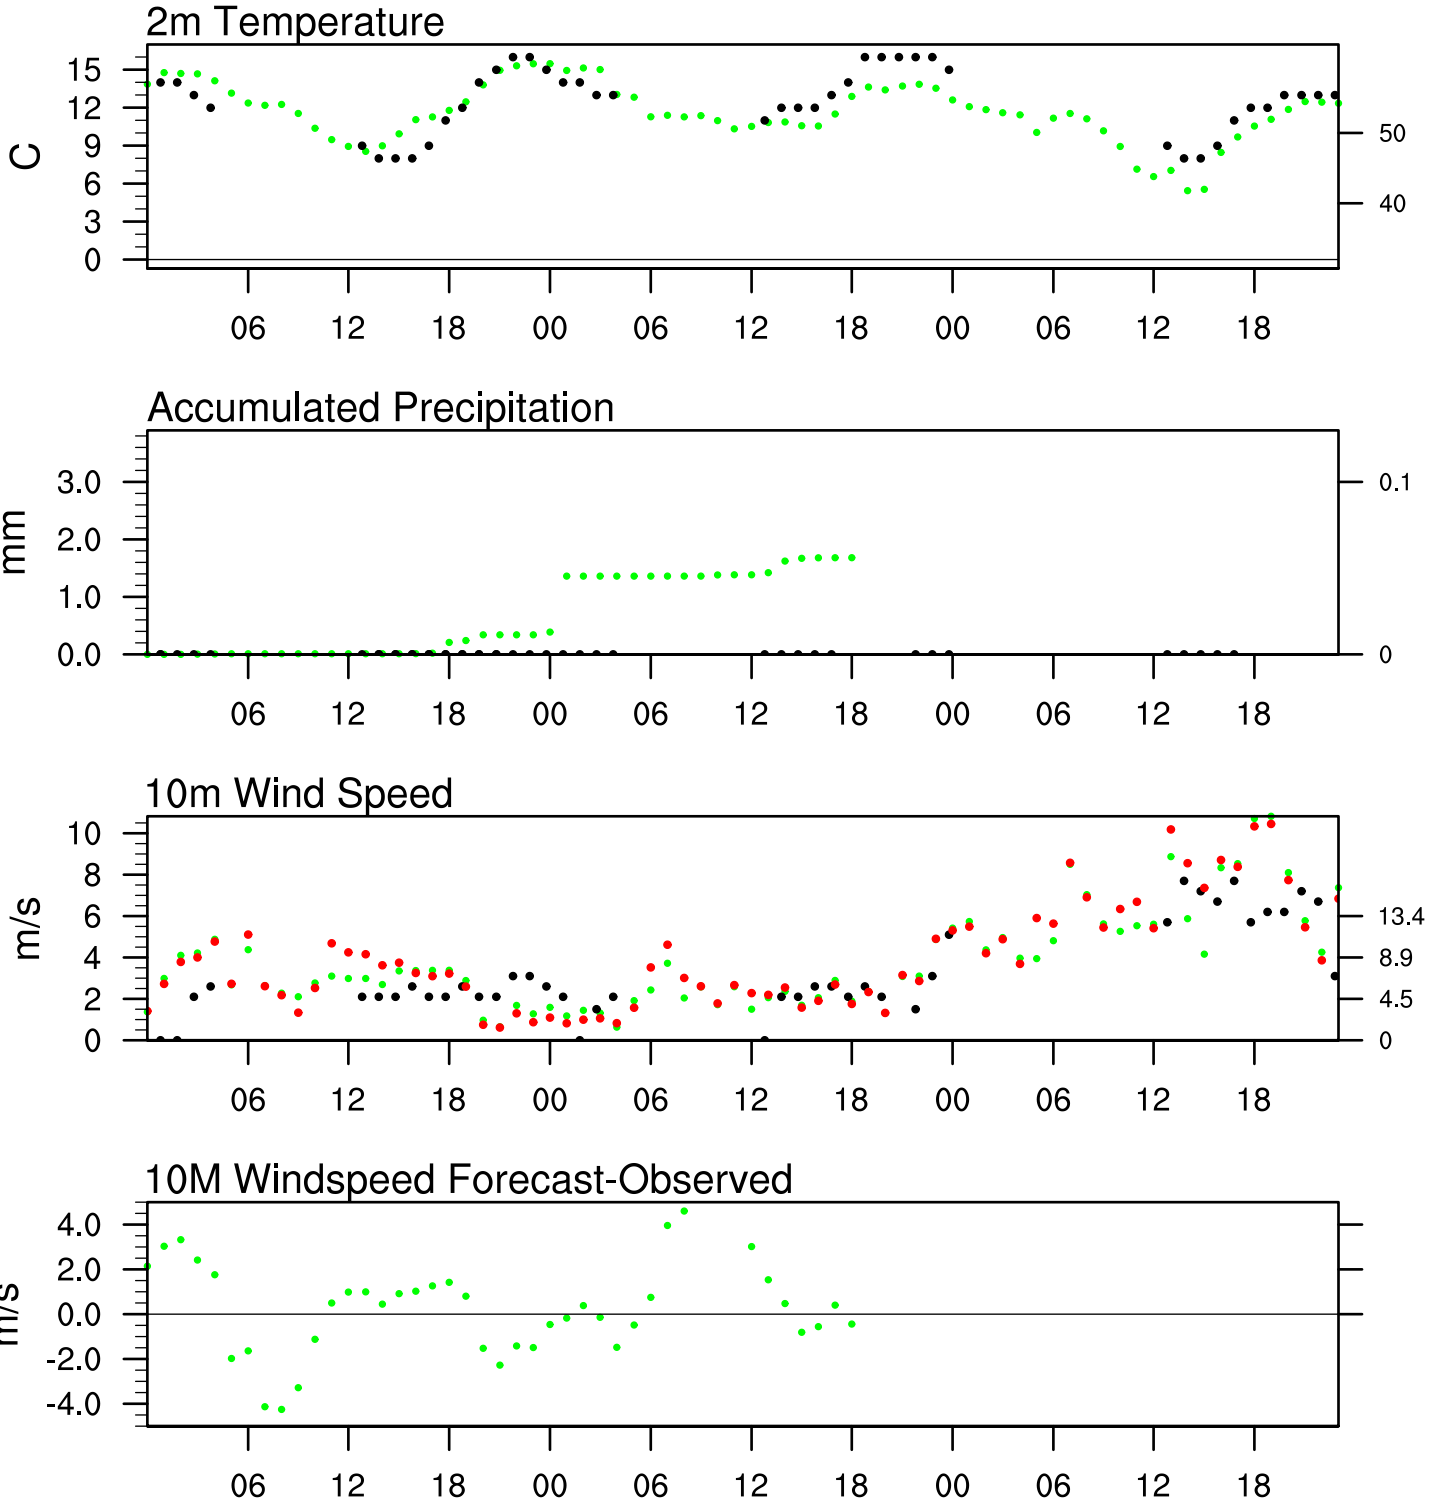 2m Temperature
15
12
9
6
3
0
C
50
40
06 12 18 00 06 12 18 00 06 12 18
Accumulated Precipitation
3.0
2.0
1.0
0.0
mm
0.1
0
06 12 18 00 06 12 18 00 06 12 18
10m Wind Speed
10
8
6
4
2
0
m/s
13.4
8.9
4.5
0
06 12 18 00 06 12 18 00 06 12 18
10M Windspeed Forecast-Observed
4.0
2.0
0.0
-2.0
-4.0
m/s
06 12 18 00 06 12 18 00 06 12 18